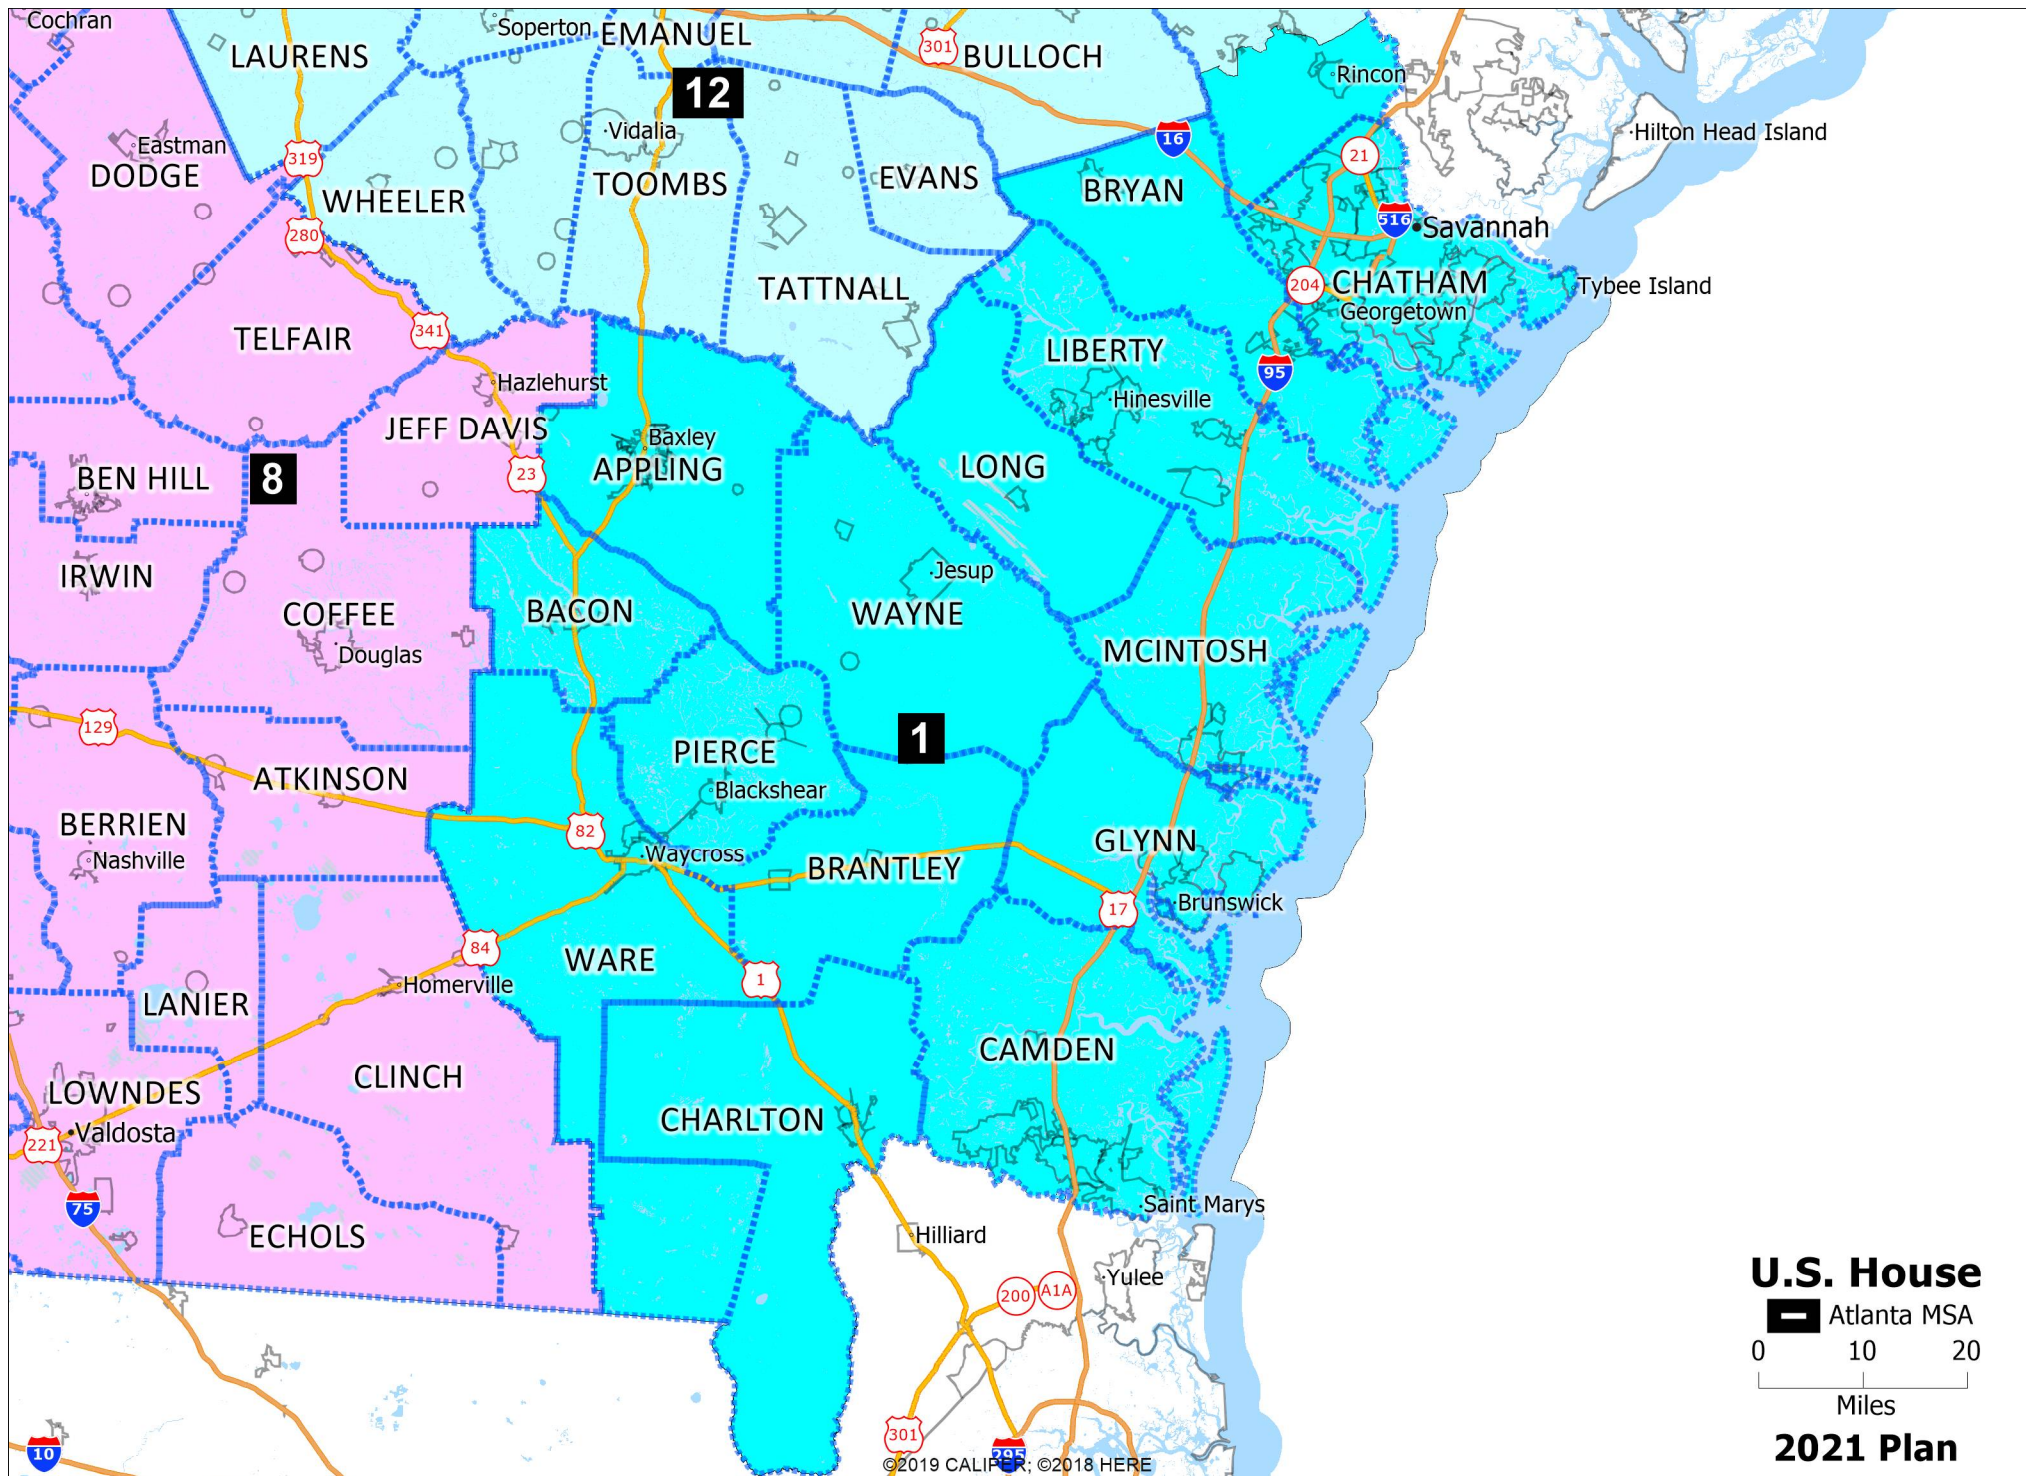 Cochran
Soperton
EMANUEL
LAURENS
301
BULLOCH
Rincon
12
Vidalia
Hilton Head Island
16
Eastman
21
319
DODGE
TOOMBS
EVANS
BRYAN
WHEELER
516
Savannah
280
CHATHAM
204
Tybee Island
TATTNALL
Georgetown
341
TELFAIR
LIBERTY
95
Hazlehurst
Hinesville
JEFF DAVIS
Baxley
BEN HILL
8
23
APPLING
LONG
IRWIN
Jesup
COFFEE
BACON
WAYNE
Douglas
MCINTOSH
129
1
PIERCE
ATKINSON
Blackshear
BERRIEN
82
GLYNN
Nashville
Waycross
BRANTLEY
17
Brunswick
84
WARE
1
Homerville
LANIER
CAMDEN
CLINCH
LOWNDES
CHARLTON
221
Valdosta
75
Saint Marys
ECHOLS
Hilliard
Yulee
200
A1A
U.S. House
Atlanta MSA
0 10 20
Miles
2021 Plan
301
295
10
©2019 CALIPER; ©2018 HERE